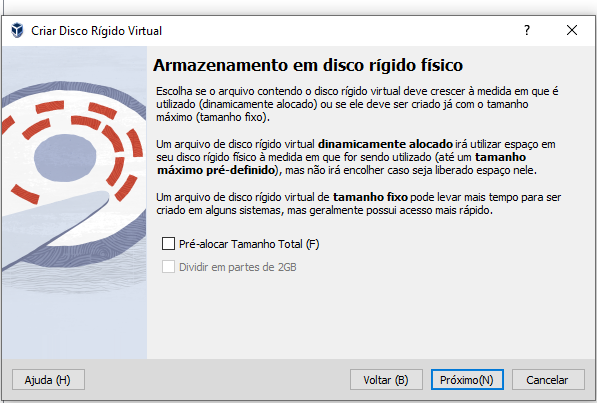 Criar Disco Rígido Virtual
?
Armazenamento em disco rígido físico
Escolha se o arquivo contendo o disco rígido virtual deve crescer à medida em que é
utilizado (dinamicamente alocado) ou se ele deve ser criado já com o tamanho
máximo (tamanho fixo).
Um arquivo de disco rígido virtual dinamicamente alocado irá utilizar espaço em
seu disco rígido físico à medida em que for sendo utilizado (até um tamanho
máximo pré-definido), mas não irá encolher caso seja liberado espaço nele.
Um arquivo de disco rígido virtual de tamanho fixo pode levar mais tempo para ser
criado em alguns sistemas, mas geralmente possui acesso mais rápido.
Pré-alocar Tamanho Total (F)
Dividir em partes de 2GB
Ajuda (H)
Voltar (B)
Próximo(N)
Cancelar